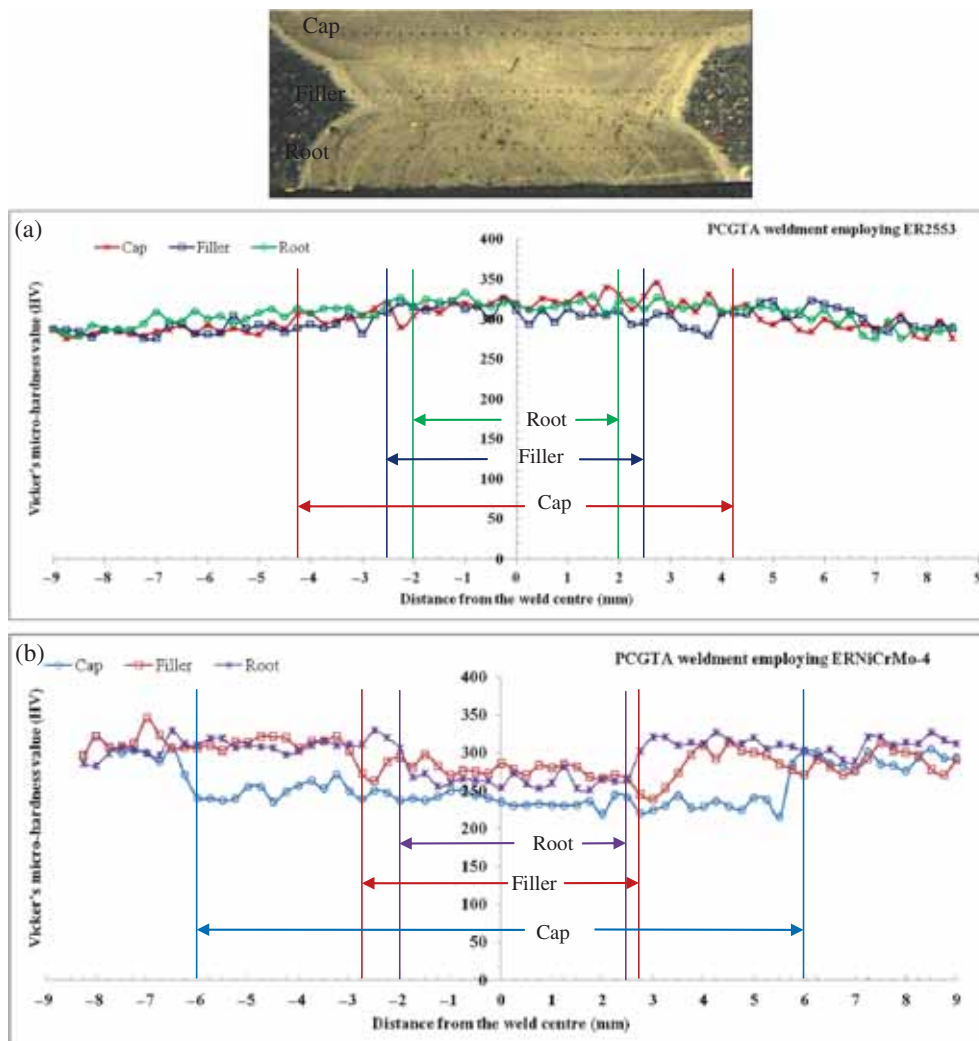 Cap
Filler
Root
(a)
Cap Filler Root
PCGTA weldment employing ER2553
Vicker's micro-hardness value (HV)
400
350
300
250
200
150
100
50
0
Root
Filler
Cap
–9 –8 –7 –6 –5 –4 –3 –2 –1 0 1 2 3 4 5 6 7 8 9
Distance from the weld centre (mm)
(b)
Cap Filler Root
PCGTA weldment employing ERNiCrMo-4
Vicker's micro-hardness value (HV)
400
350
300
250
200
150
100
50
0
Root
Filler
Cap
–9 –8 –7 –6 –5 –4 –3 –2 –1 0 1 2 3 4 5 6 7 8 9
Distance from the weld centre (mm)